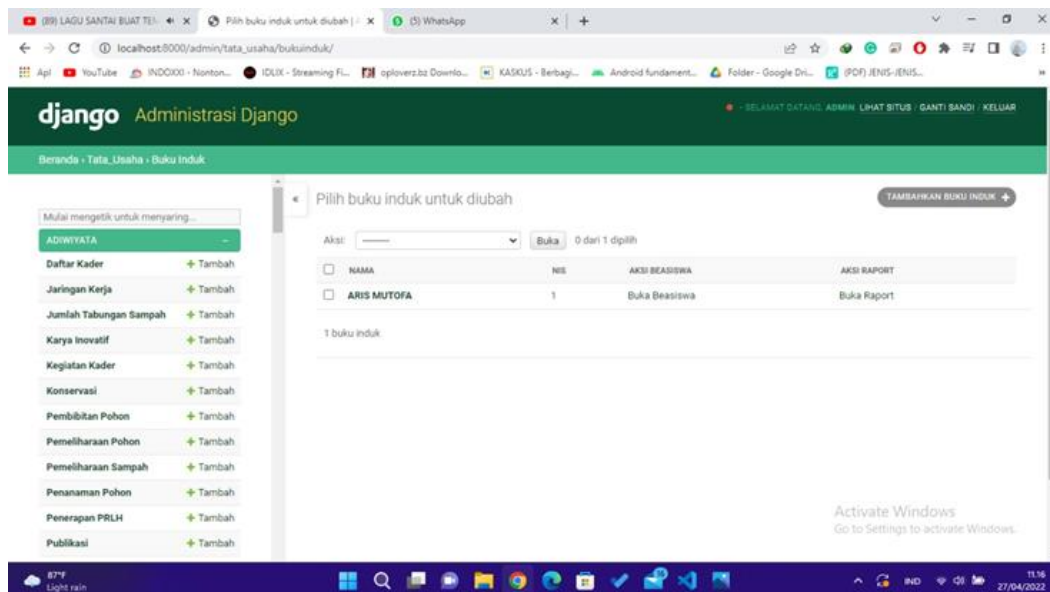 (89) LAGU SANTAI BUAT TE
Pilih buku induk untuk diubah |
(5) WhatsApp
localhost:8000/admin/tata_usaha/bukuinduk/
Apl
YouTube
INDOXXI - Nonton...
IDLIX - Streaming Fi...
oploverz.bz Downlo...
KASKUS - Berbagi...
Android fundament...
Folder - Google Dri...
(PDF) JENIS-JENIS...
django Administrasi Django
- SELAMAT DATANG, ADMIN LIHAT SITUS / GANTI SANDI / KELUAR
Beranda › Tata_Usaha › Buku Induk
Mulai mengetik untuk menyaring...
ADIWIYATA
Daftar Kader + Tambah
Jaringan Kerja + Tambah
Jumlah Tabungan Sampah + Tambah
Karya Inovatif + Tambah
Kegiatan Kader + Tambah
Konservasi + Tambah
Pembibitan Pohon + Tambah
Pemeliharaan Pohon + Tambah
Pemeliharaan Sampah + Tambah
Penanaman Pohon + Tambah
Penerapan PRLH + Tambah
Publikasi + Tambah
«
Pilih buku induk untuk diubah
TAMBAHKAN BUKU INDUK +
Aksi: --------- Buka 0 dari 1 dipilih
NAMA NIS AKSI BEASISWA AKSI RAPORT
ARIS MUTOFA 1 Buka Beasiswa Buka Raport
1 buku induk
Activate Windows
Go to Settings to activate Windows.
87°F
Light rain
IND
11.16
27/04/2022